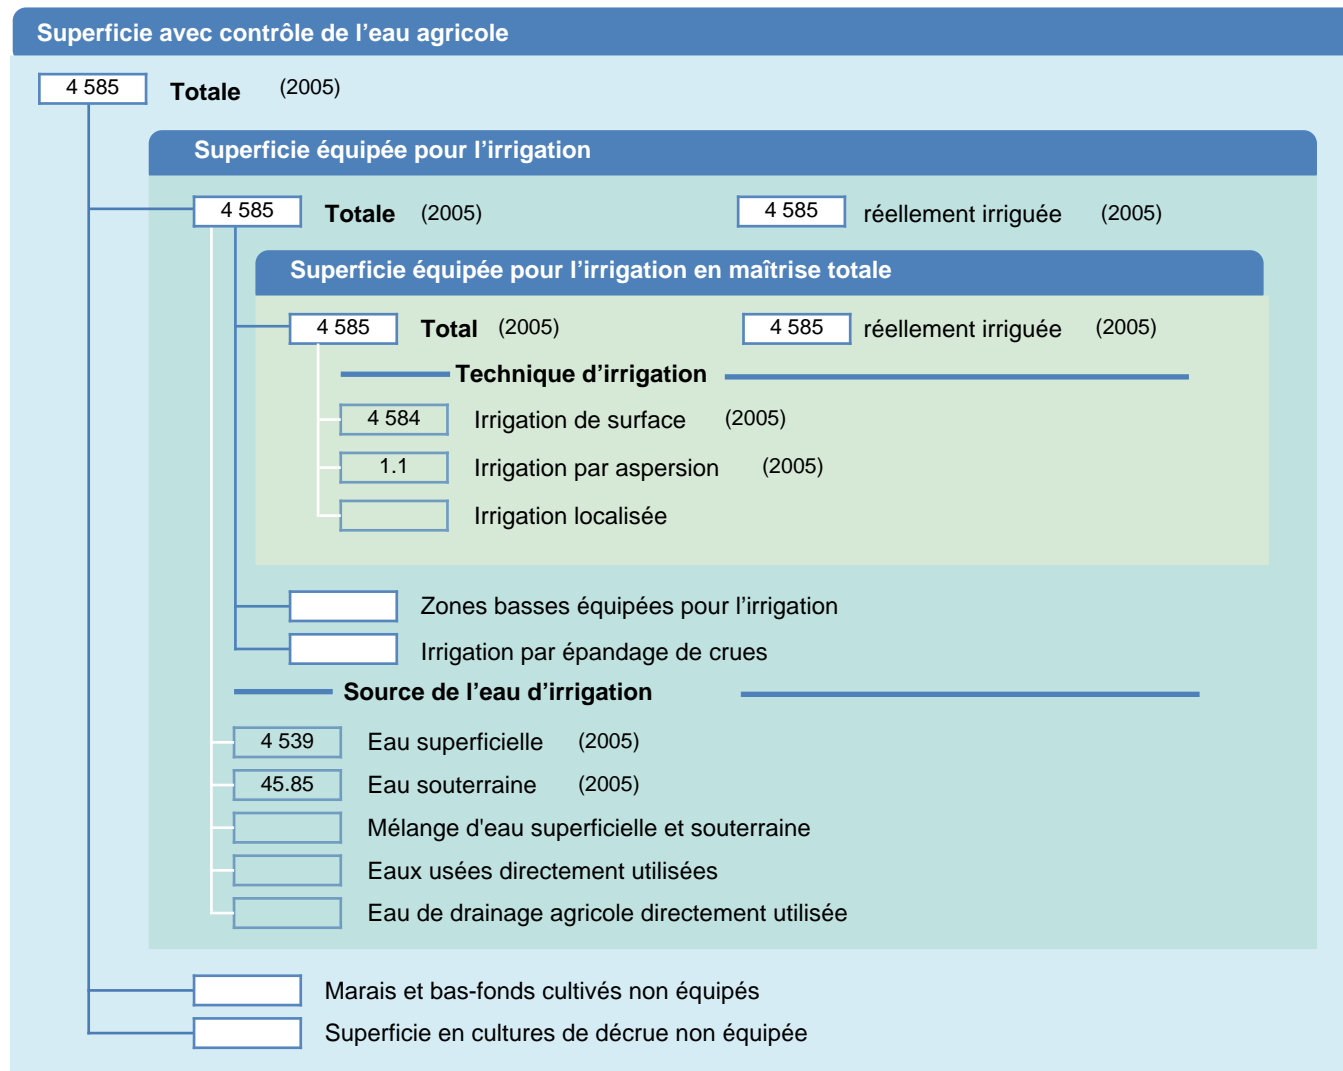 Superficie avec contrôle de l'eau agricole
4 585 Totale (2005)
Superficie équipée pour l'irrigation
4 585 Totale (2005) 4 585 réellement irriguée (2005)
Superficie équipée pour l'irrigation en maîtrise totale
4 585 Total (2005) 4 585 réellement irriguée (2005)
Technique d'irrigation
4 584 Irrigation de surface (2005)
1.1 Irrigation par aspersion (2005)
Irrigation localisée
Zones basses équipées pour l'irrigation
Irrigation par épandage de crues
Source de l'eau d'irrigation
4 539 Eau superficielle (2005)
45.85 Eau souterraine (2005)
Mélange d'eau superficielle et souterraine
Eaux usées directement utilisées
Eau de drainage agricole directement utilisée
Marais et bas-fonds cultivés non équipés
Superficie en cultures de décrue non équipée